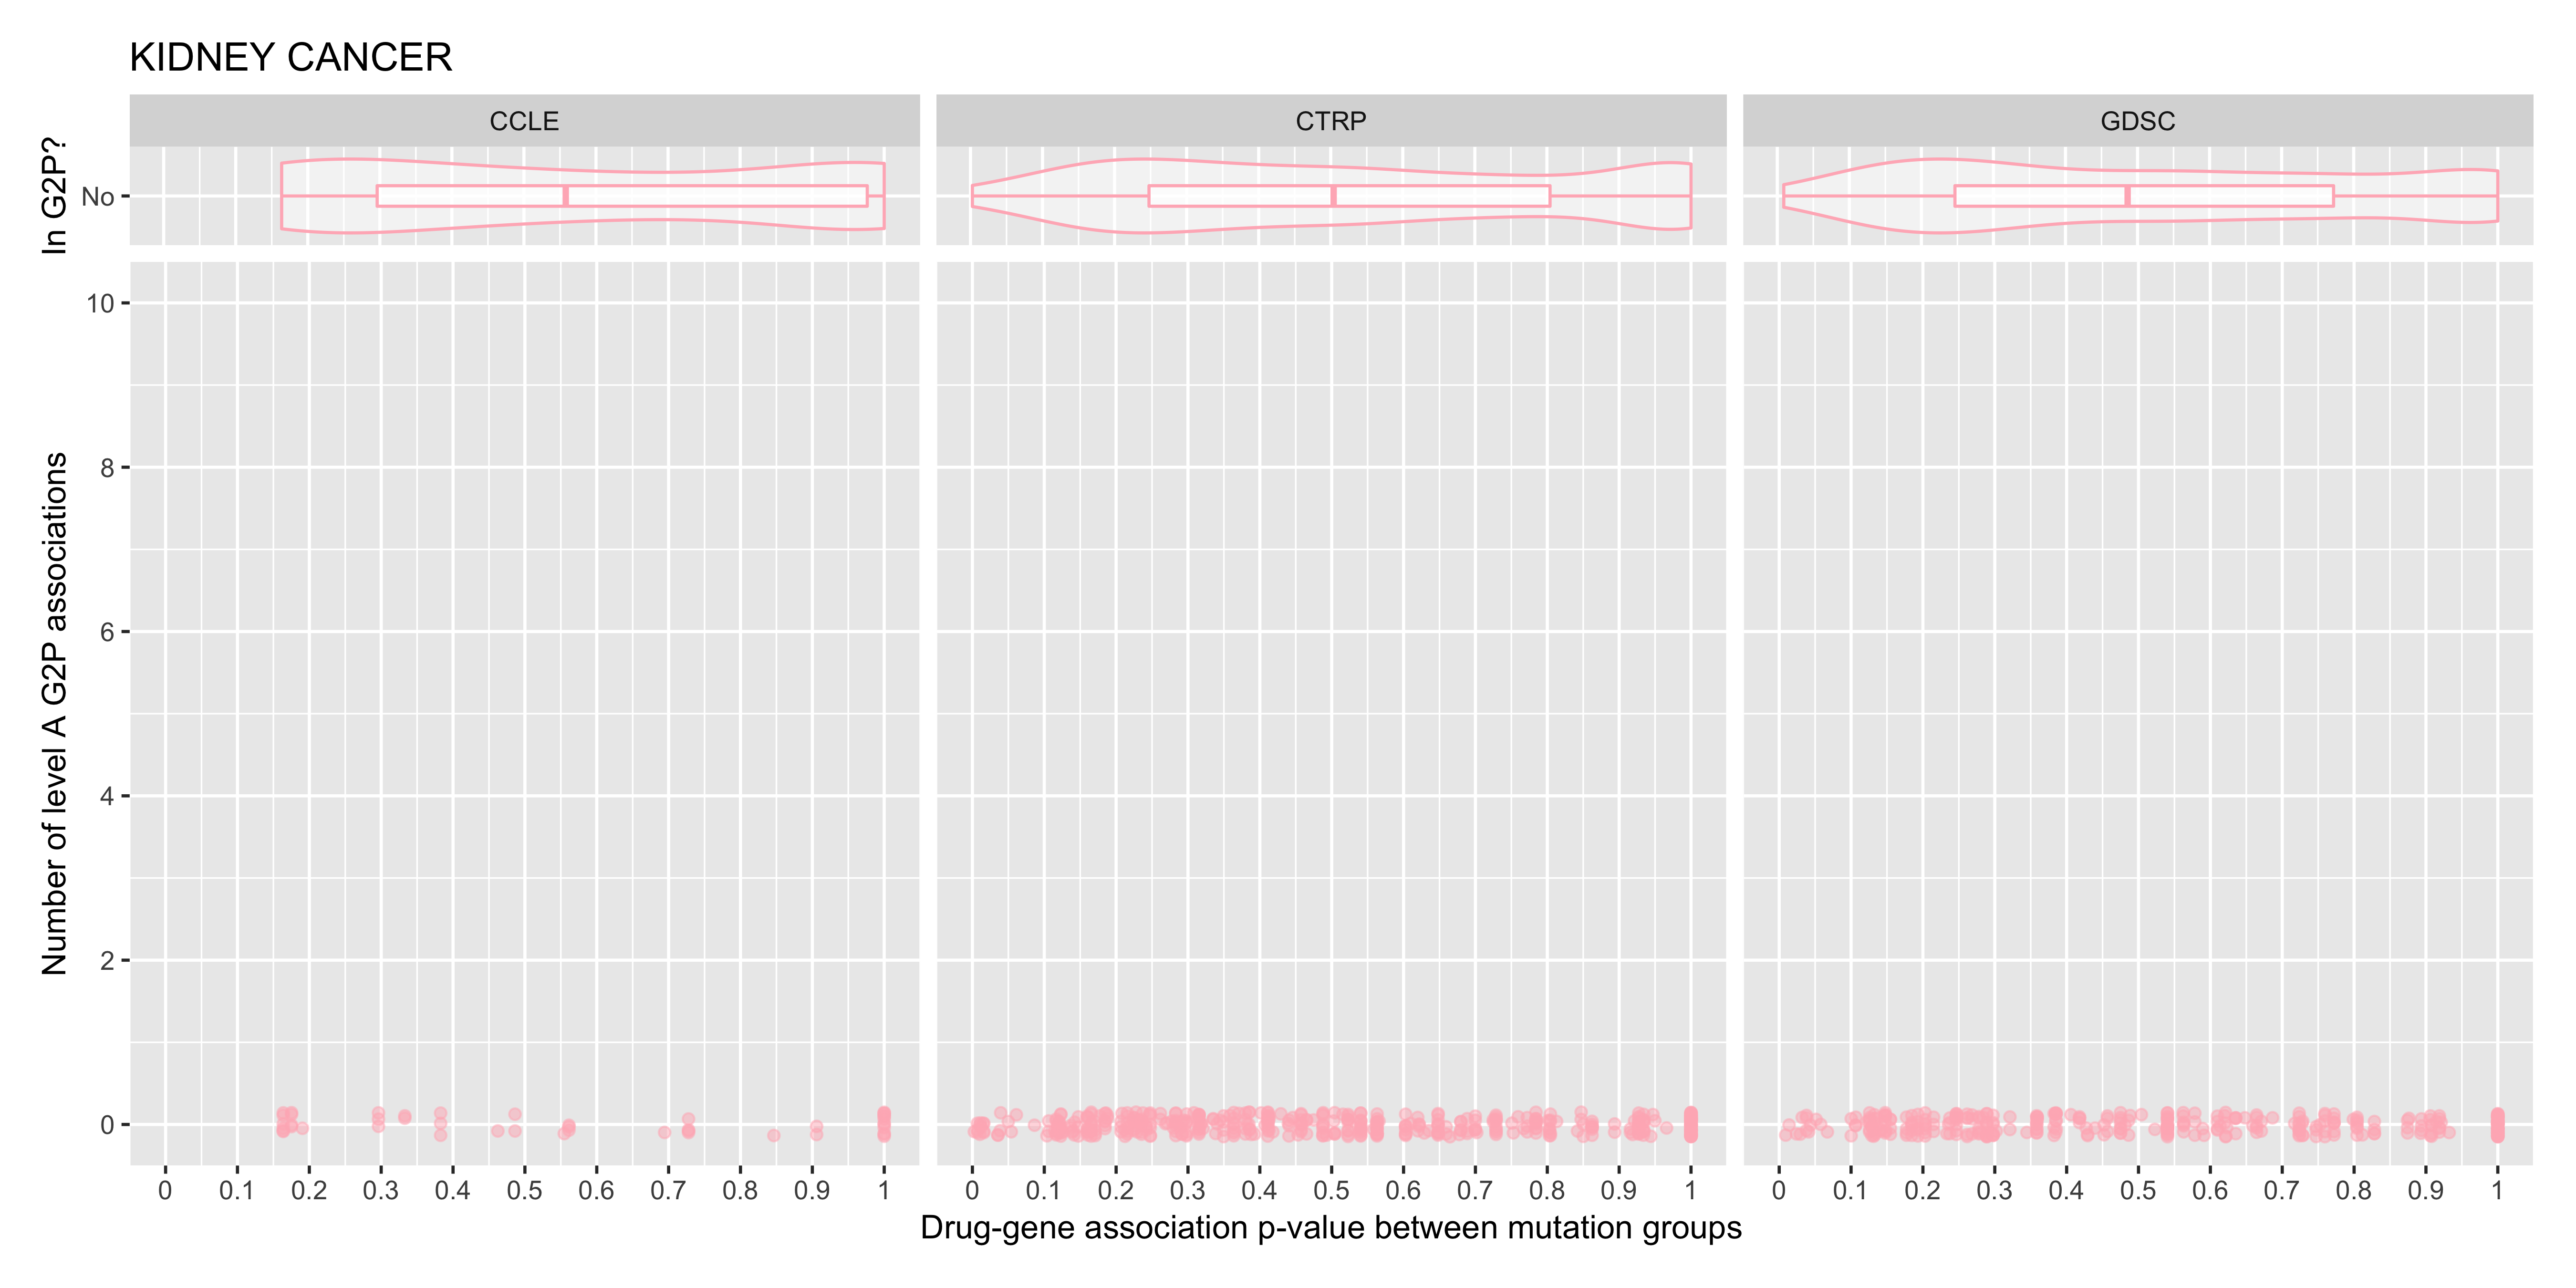 KIDNEY CANCER
CCLE
CTRP
GDSC
In G2P?
No
Number of level A G2P associations
10
8
6
4
2
0
0 0.1 0.2 0.3 0.4 0.5 0.6 0.7 0.8 0.9 1
0 0.1 0.2 0.3 0.4 0.5 0.6 0.7 0.8 0.9 1
0 0.1 0.2 0.3 0.4 0.5 0.6 0.7 0.8 0.9 1
Drug-gene association p-value between mutation groups